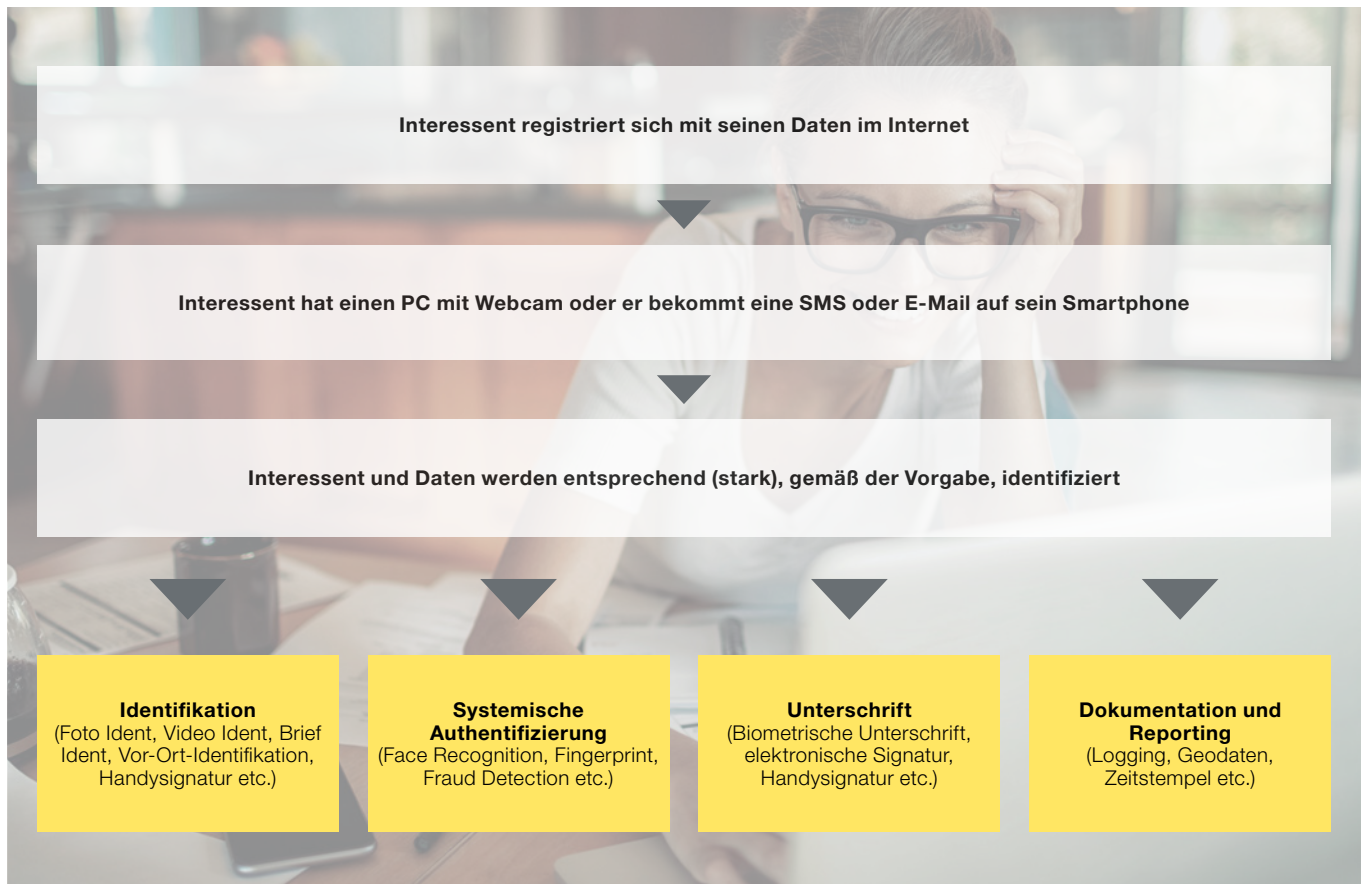 Interessent registriert sich mit seinen Daten im Internet
Interessent hat einen PC mit Webcam oder er bekommt eine SMS oder E-Mail auf sein Smartphone
Interessent und Daten werden entsprechend (stark), gemäß der Vorgabe, identifiziert
Identifikation
(Foto Ident, Video Ident, Brief
Ident, Vor-Ort-Identifikation,
Handysignatur etc.)
Systemische
Authentifizierung
(Face Recognition, Fingerprint,
Fraud Detection etc.)
Unterschrift
(Biometrische Unterschrift,
elektronische Signatur,
Handysignatur etc.)
Dokumentation und
Reporting
(Logging, Geodaten,
Zeitstempel etc.)